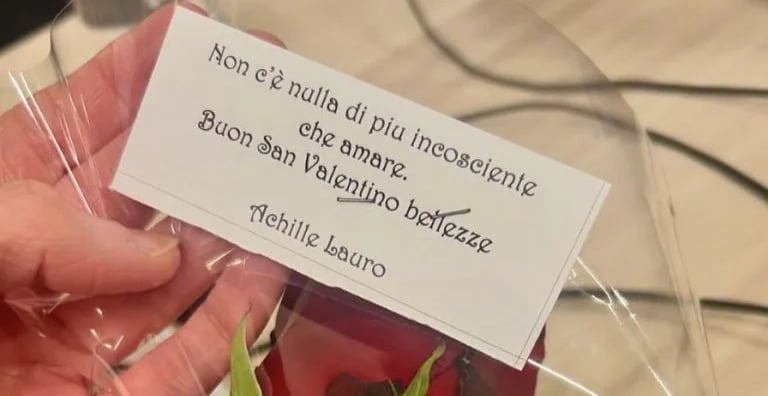 Non c'è nulla di piu incosciente
che amare.
Buon San Valentino bellezze
Achille Lauro